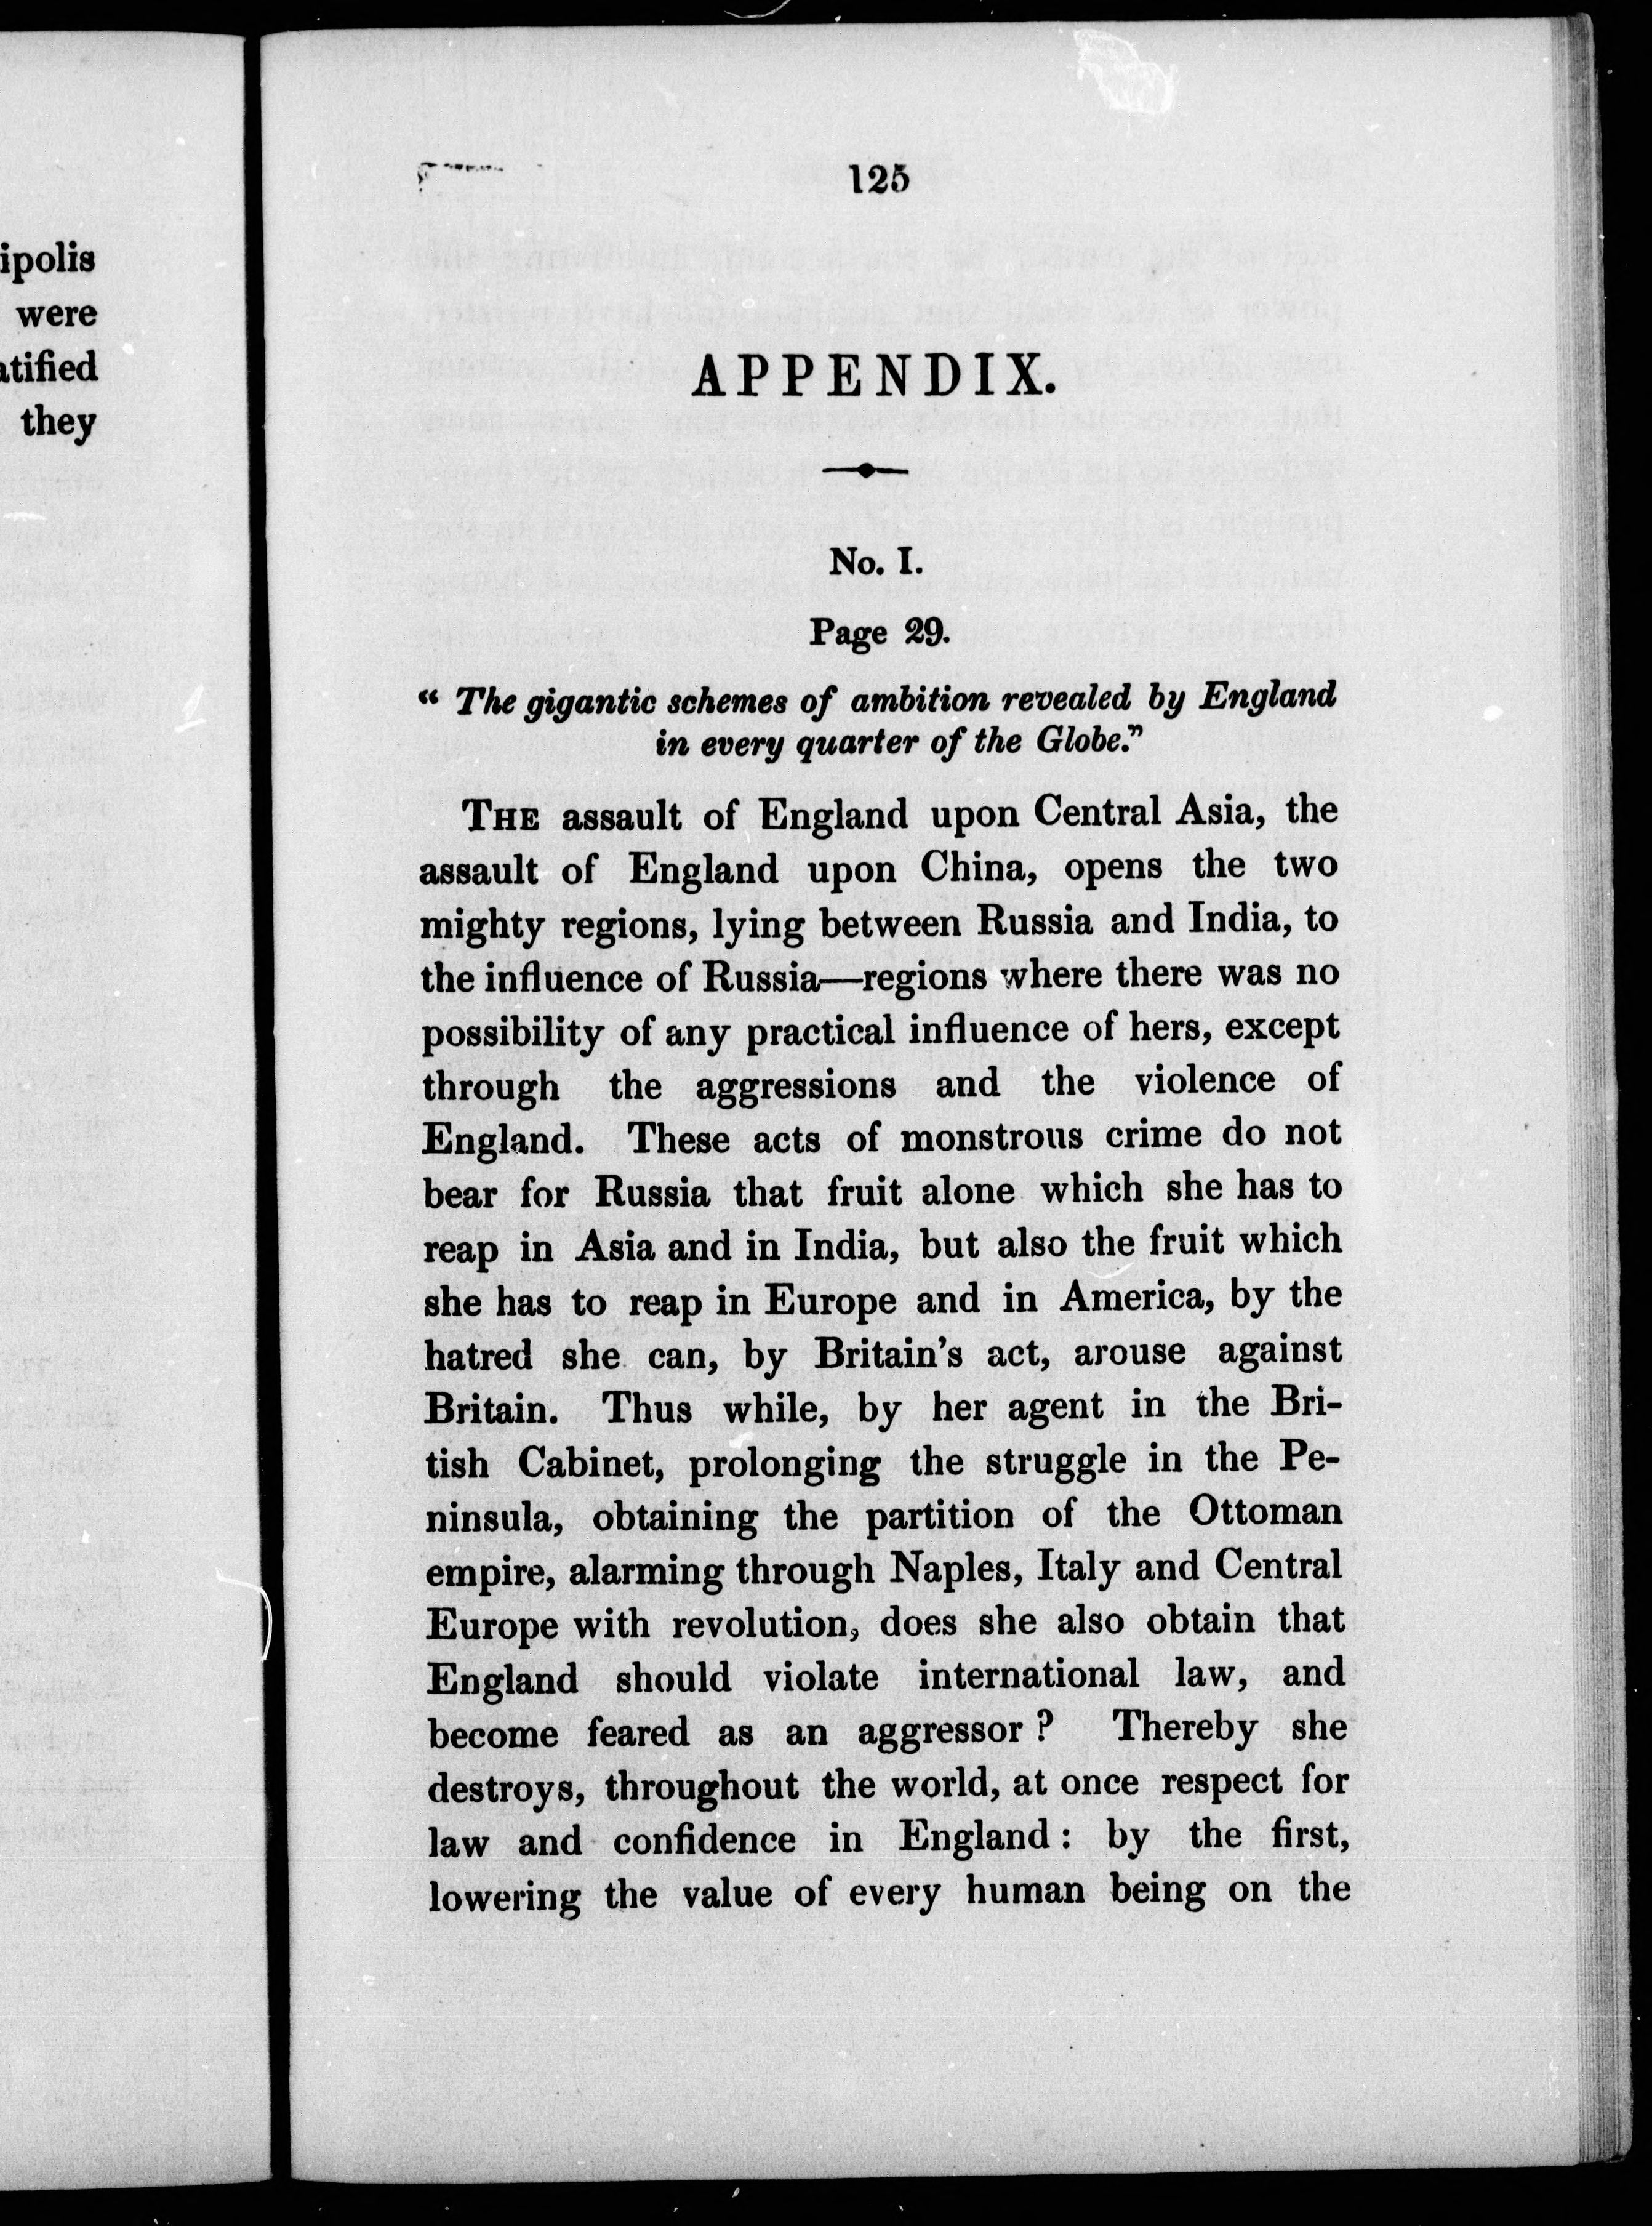 ipolis
were
atified
they
125
APPENDIX.
No. I.
Page 29.
“ The gigantic schemes of ambition revealed by England
in every quarter of the Globe.”
THE assault of England upon Central Asia, the
assault of England upon China, opens the two
mighty regions, lying between Russia and India, to
the influence of Russia—regions where there was no
possibility of any practical influence of hers, except
through the aggressions and the violence of
England. These acts of monstrous crime do not
bear for Russia that fruit alone which she has to
reap in Asia and in India, but also the fruit which
she has to reap in Europe and in America, by the
hatred she can, by Britain’s act, arouse against
Britain. Thus while, by her agent in the Bri-
tish Cabinet, prolonging the struggle in the Pe-
ninsula, obtaining the partition of the Ottoman
empire, alarming through Naples, Italy and Central
Europe with revolution, does she also obtain that
England should violate international law, and
become feared as an aggressor ? Thereby she
destroys, throughout the world, at once respect for
law and confidence in England : by the first,
lowering the value of every human being on the